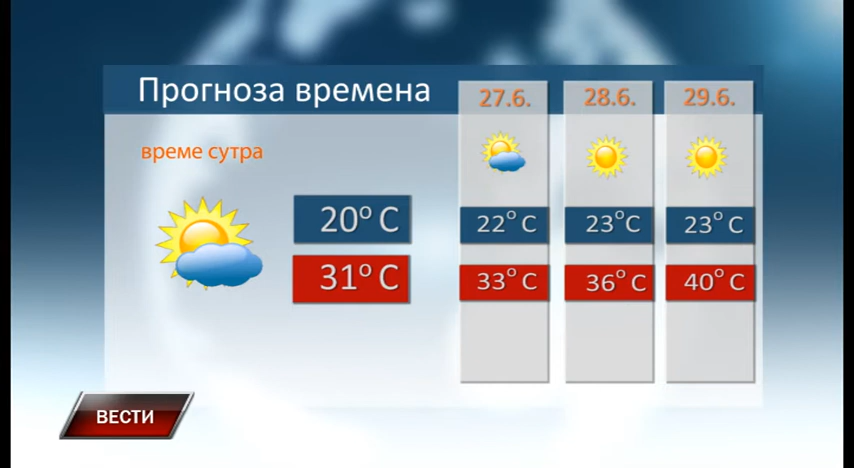 Прогноза времена
време сутра
20° C
31° C
27.6.
22° C
33° C
28.6.
23°C
36° C
29.6.
23° C
40° C
ВЕСТИ